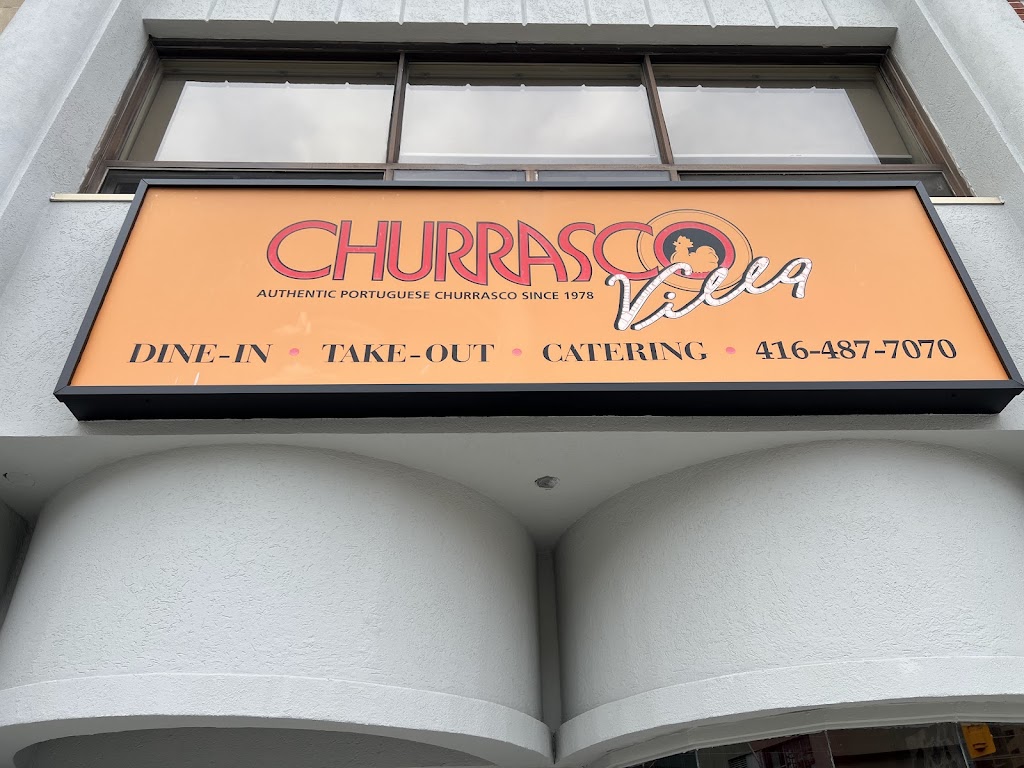 CHURRASCO
Villa
AUTHENTIC PORTUGUESE CHURRASCO SINCE 1978
DINE-IN • TAKE-OUT • CATERING • 416-487-7070